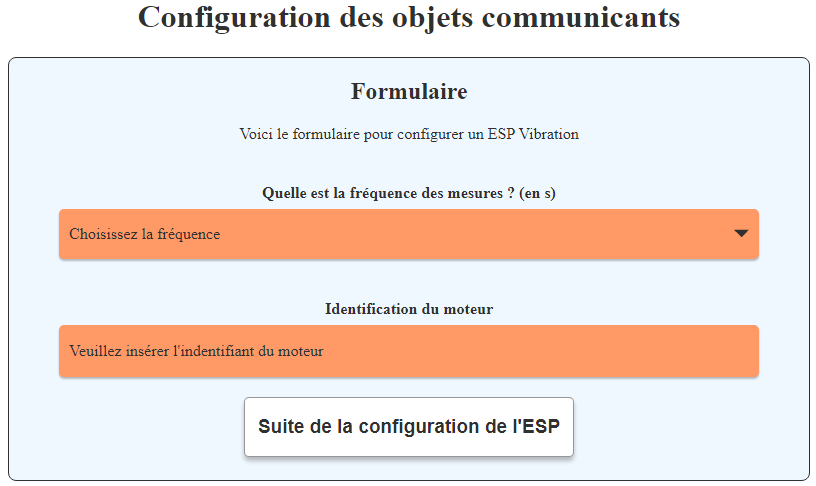 Configuration des objets communicants
Formulaire
Voici le formulaire pour configurer un ESP Vibration
Quelle est la fréquence des mesures ? (en s)
Choisissez la fréquence
Identification du moteur
Veuillez insérer l'indentifiant du moteur
Suite de la configuration de l'ESP